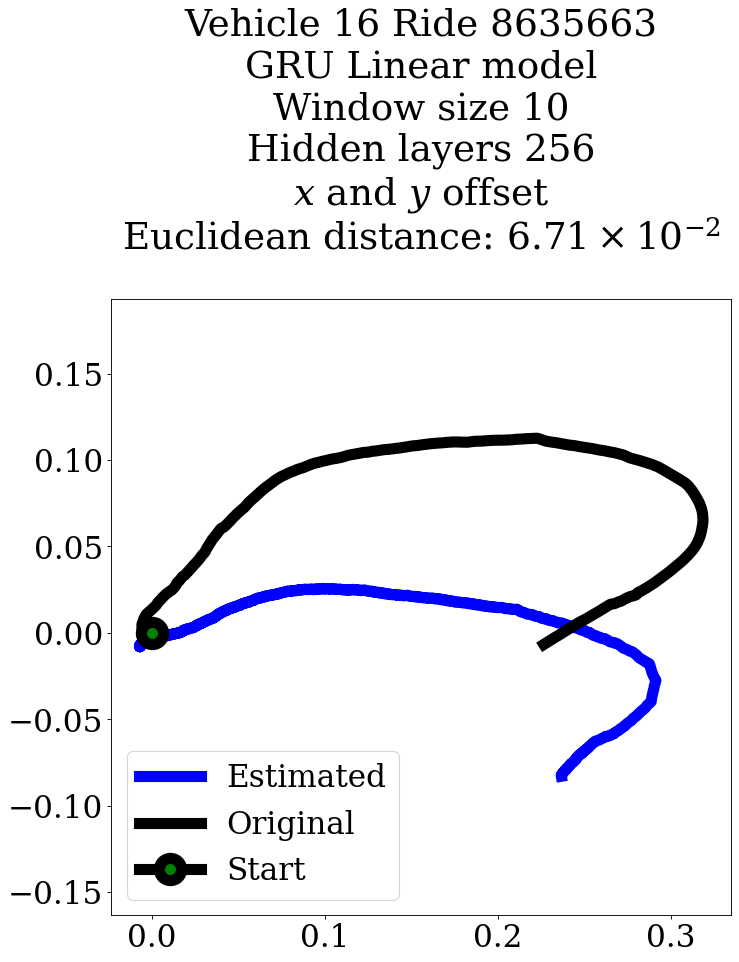 Vehicle 16 Ride 8635663
GRU Linear model
Window size 10
Hidden layers 256
x and y offset
Euclidean distance: 6.71 × 10⁻²
0.15
0.10
0.05
0.00
−0.05
−0.10
−0.15
Estimated
Original
Start
0.0 0.1 0.2 0.3